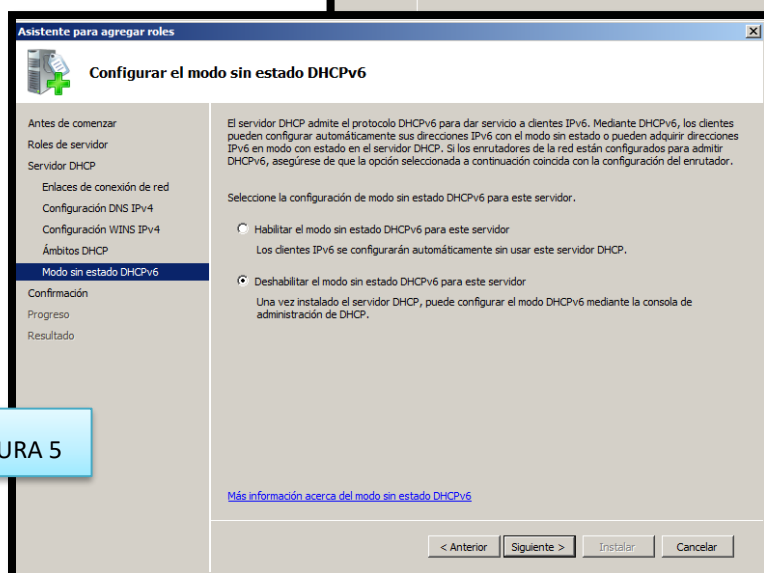 Asistente para agregar roles
Configurar el modo sin estado DHCPv6
Antes de comenzar
Roles de servidor
Servidor DHCP
Enlaces de conexión de red
Configuración DNS IPv4
Configuración WINS IPv4
Ámbitos DHCP
Modo sin estado DHCPv6
Confirmación
Progreso
Resultado
El servidor DHCP admite el protocolo DHCPv6 para dar servicio a clientes IPv6. Mediante DHCPv6, los clientes
pueden configurar automáticamente sus direcciones IPv6 con el modo sin estado o pueden adquirir direcciones
IPv6 en modo con estado en el servidor DHCP. Si los enrutadores de la red están configurados para admitir
DHCPv6, asegúrese de que la opción seleccionada a continuación coincida con la configuración del enrutador.
Seleccione la configuración de modo sin estado DHCPv6 para este servidor.
Habilitar el modo sin estado DHCPv6 para este servidor
Los clientes IPv6 se configurarán automáticamente sin usar este servidor DHCP.
Deshabilitar el modo sin estado DHCPv6 para este servidor
Una vez instalado el servidor DHCP, puede configurar el modo DHCPv6 mediante la consola de
administración de DHCP.
URA 5
Más información acerca del modo sin estado DHCPv6
< Anterior Siguiente > Instalar Cancelar